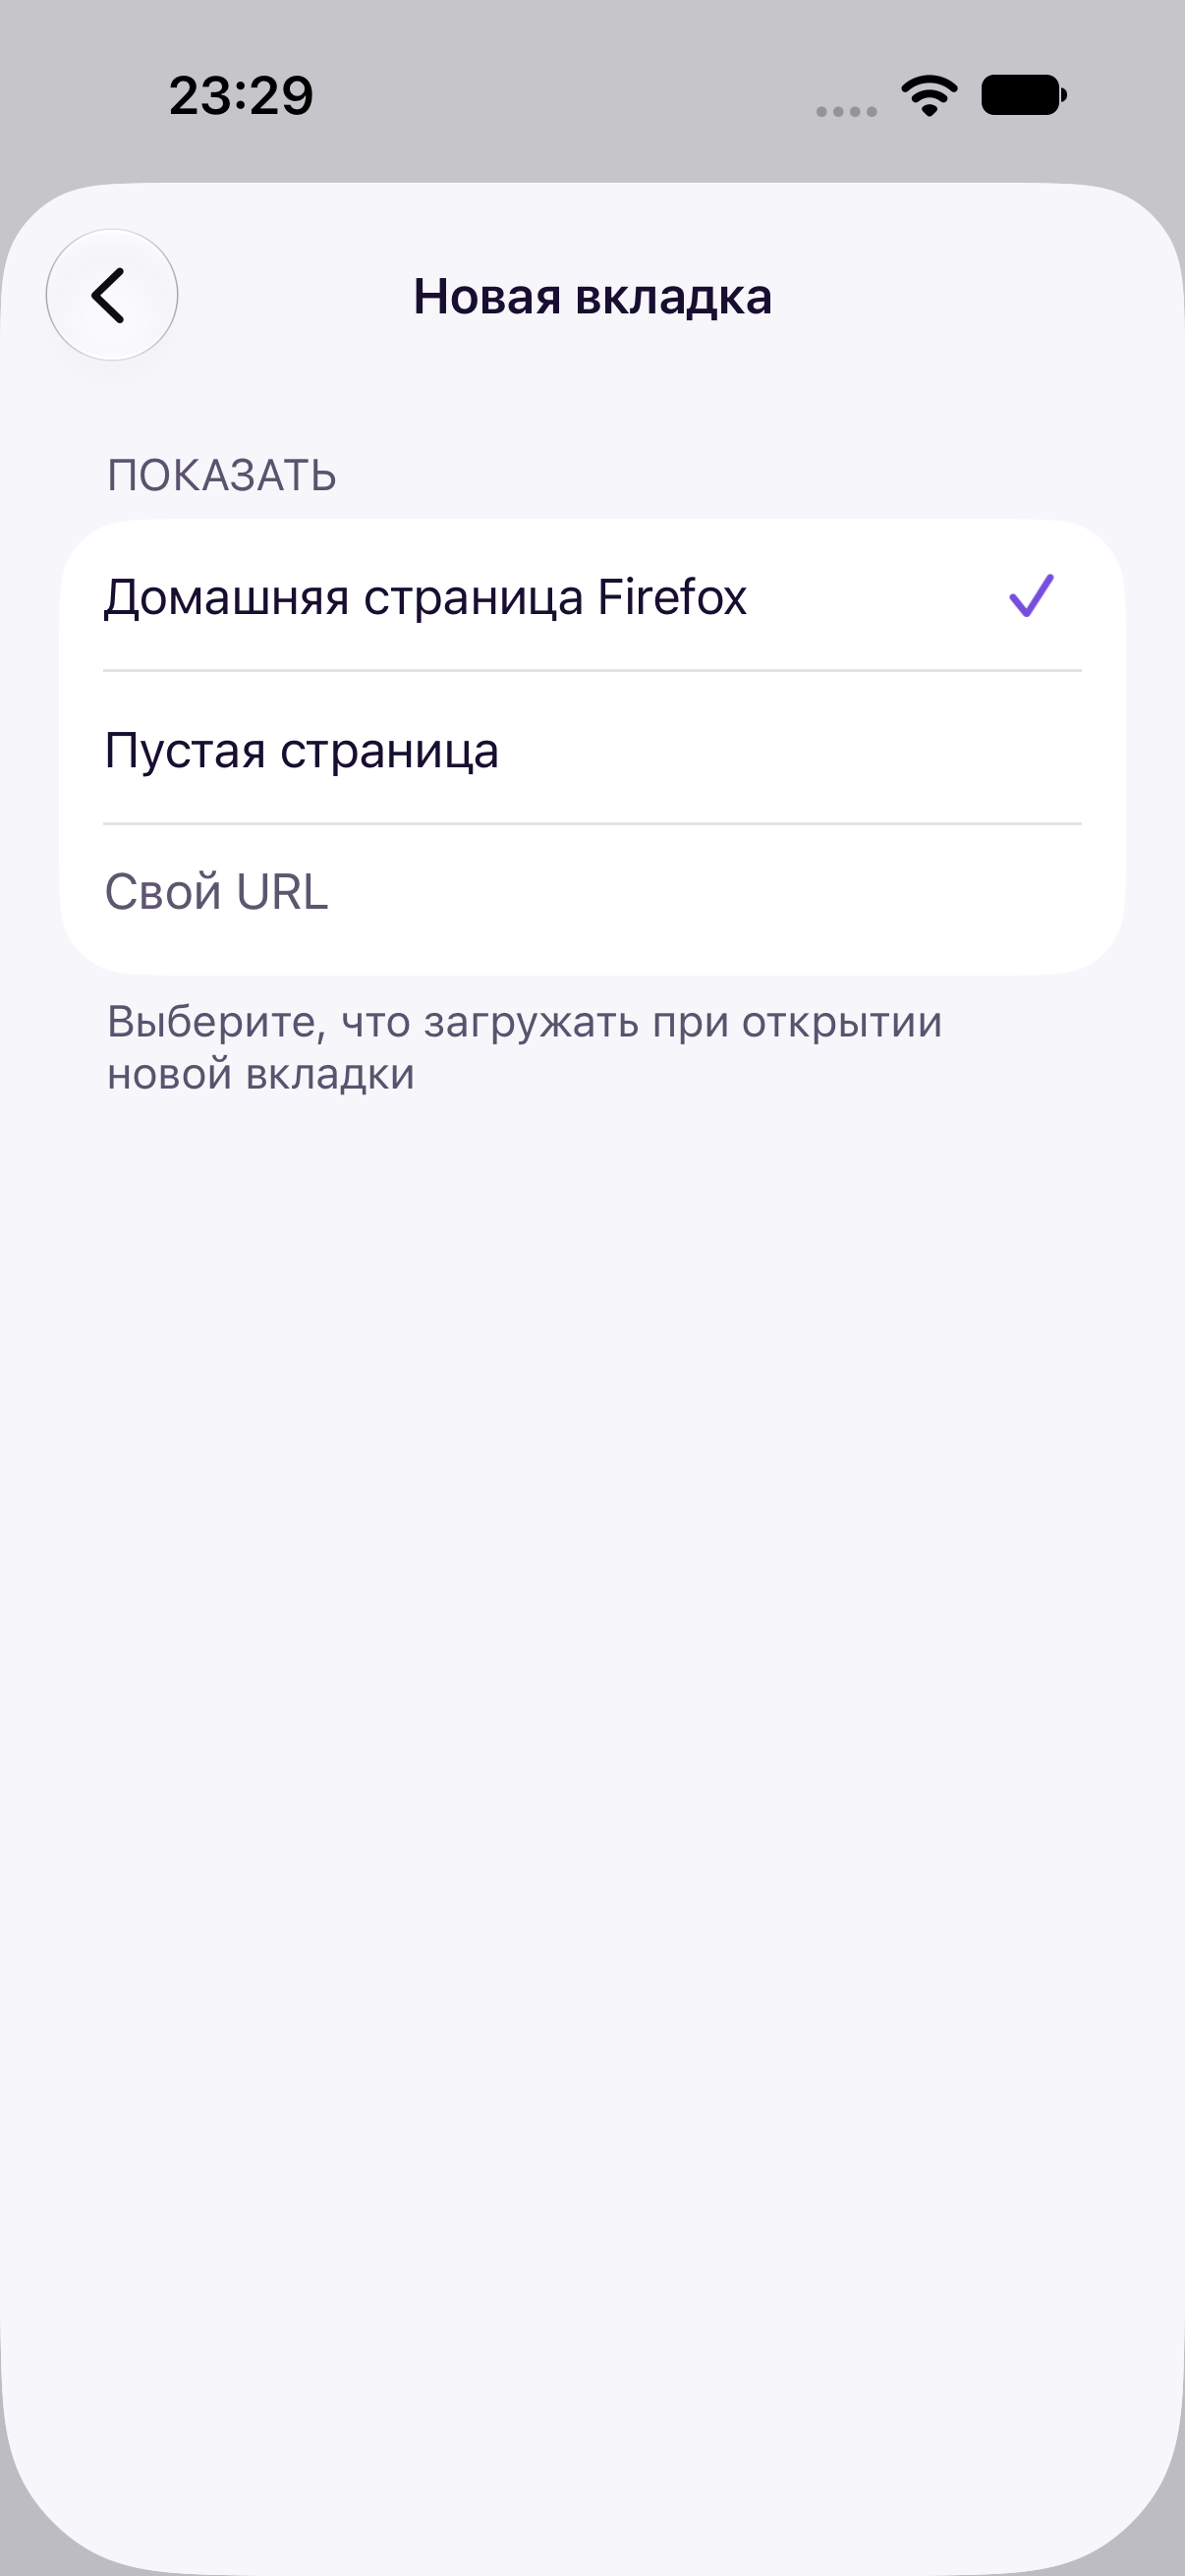 23:29
Новая вкладка
ПОКАЗАТЬ
Домашняя страница Firefox
Пустая страница
Свой URL
Выберите, что загружать при открытии
новой вкладки